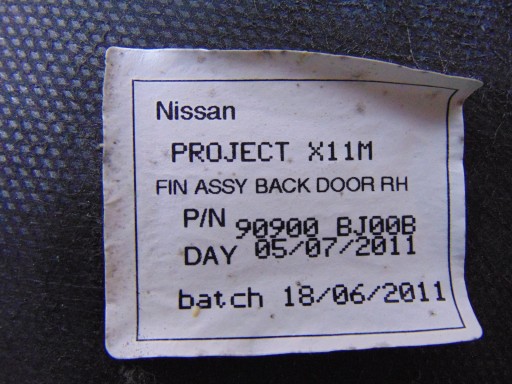 Nissan
PROJECT X11M
FIN ASSY BACK DOOR RH
P/N 90900 BJ00B
DAY 05/07/2011
batch 18/06/2011